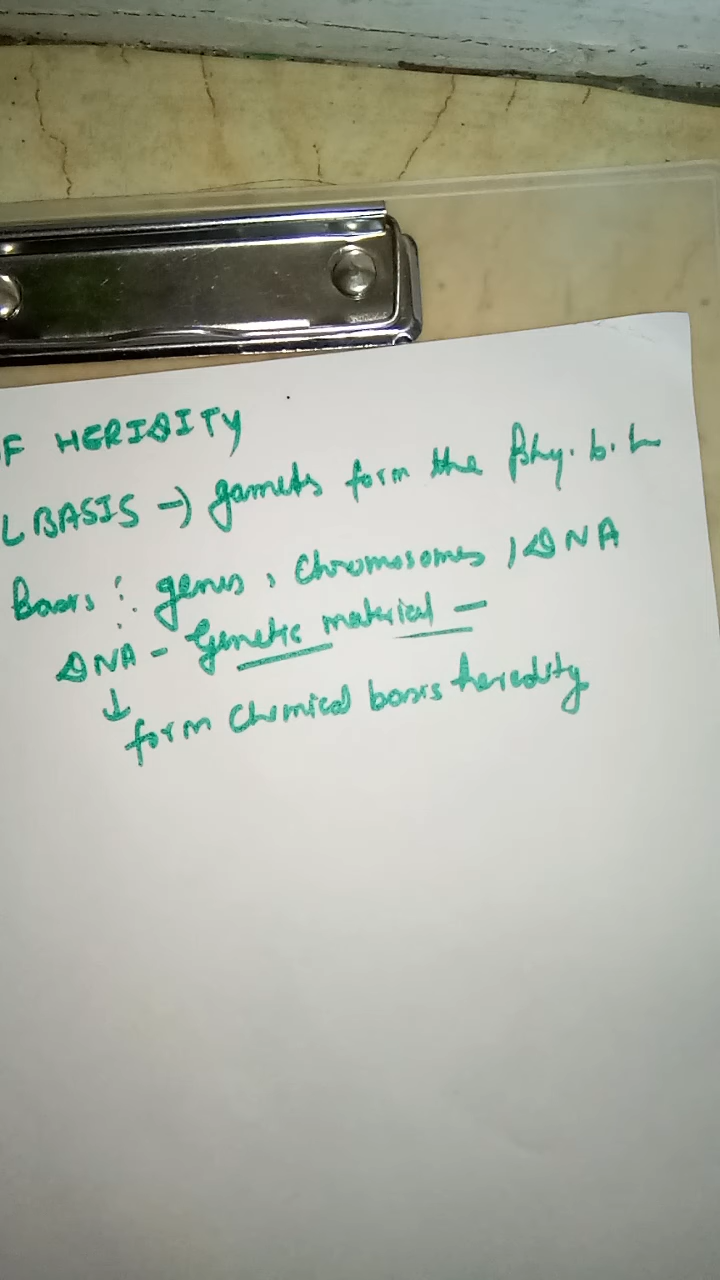 F HERIDITY
L BASIS → gamets form the Phy. b. h
Basis : genes, Chromosomes, DNA
DNA - Genetic material -
↓
form Chemical basis heredity